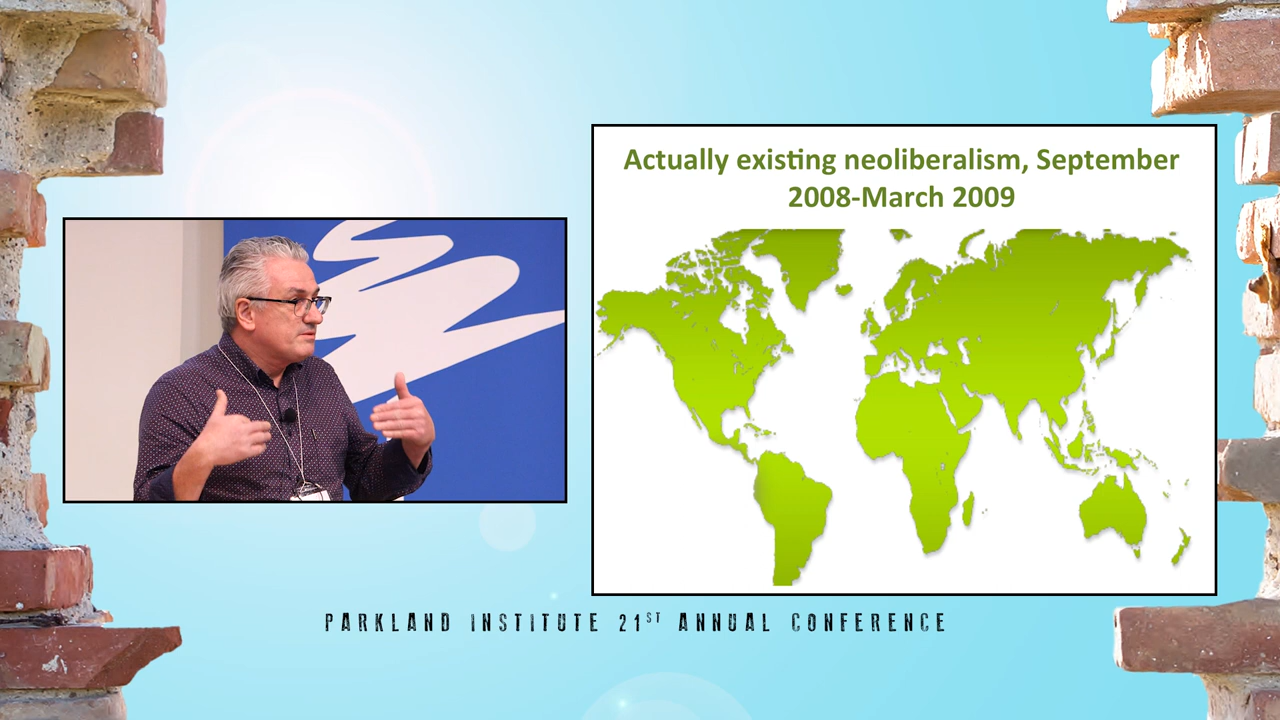 Actually existing neoliberalism, September
2008-March 2009
PARKLAND INSTITUTE 21ST ANNUAL CONFERENCE